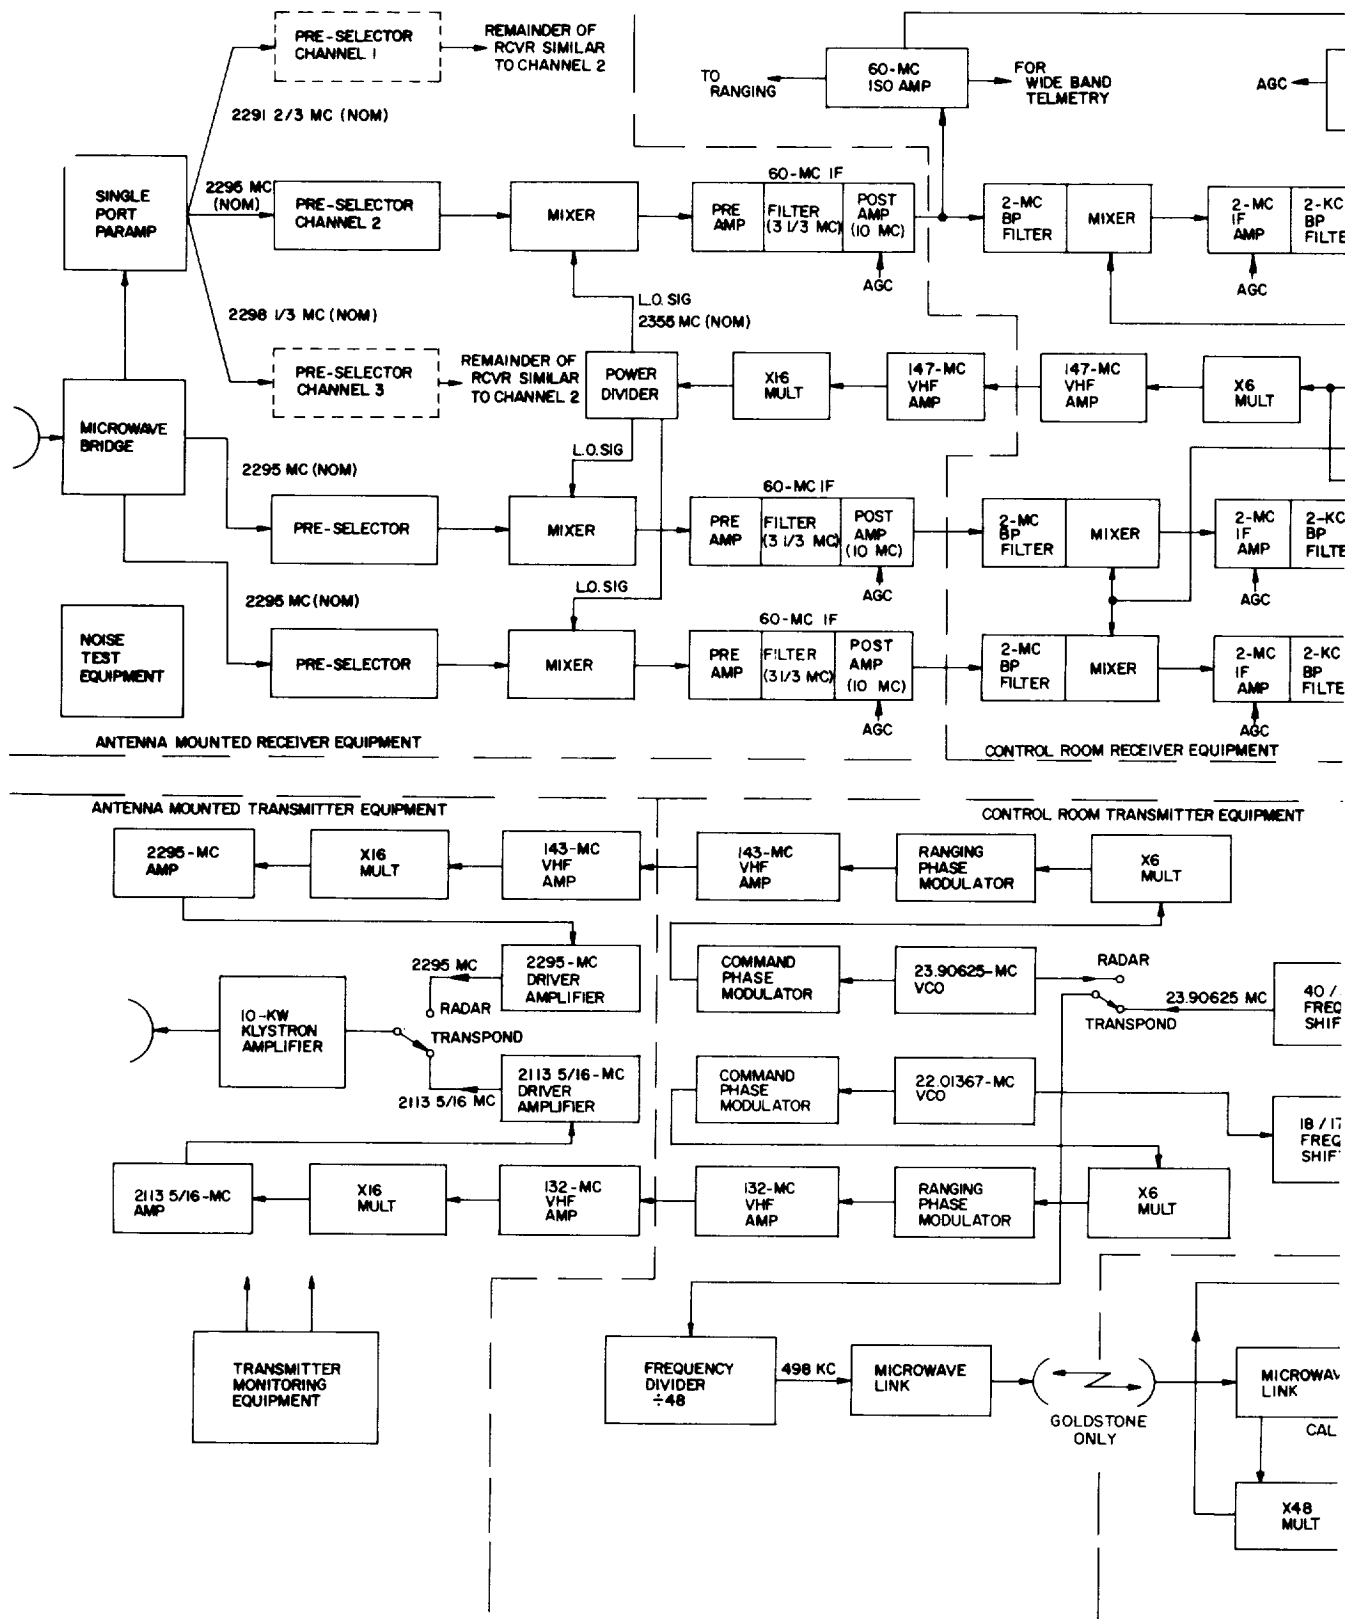 PRE-SELECTOR
CHANNEL 1
REMAINDER OF
RCVR SIMILAR
TO CHANNEL 2
TO
RANGING
60-MC
ISO AMP
FOR
WIDE BAND
TELMETRY
AGC
2291 2/3 MC (NOM)
SINGLE
PORT
PARAMP
2295 MC
(NOM)
PRE-SELECTOR
CHANNEL 2
MIXER
60-MC IF
PRE
AMP
FILTER
(3 1/3 MC)
POST
AMP
(10 MC)
AGC
2-MC
BP
FILTER
MIXER
2-MC
IF
AMP
AGC
2-KC
BP
FILTE
2298 1/3 MC (NOM)
L.O. SIG
2355 MC (NOM)
PRE-SELECTOR
CHANNEL 3
REMAINDER OF
RCVR SIMILAR
TO CHANNEL 2
POWER
DIVIDER
X16
MULT
147-MC
VHF
AMP
147-MC
VHF
AMP
X6
MULT
MICROWAVE
BRIDGE
2295 MC (NOM)
L.O. SIG
PRE-SELECTOR
MIXER
60-MC IF
PRE
AMP
FILTER
(3 1/3 MC)
POST
AMP
(10 MC)
AGC
2-MC
BP
FILTER
MIXER
2-MC
IF
AMP
AGC
2-KC
BP
FILTE
2295 MC (NOM)
L.O. SIG
NOISE
TEST
EQUIPMENT
PRE-SELECTOR
MIXER
60-MC IF
PRE
AMP
FILTER
(3 1/3 MC)
POST
AMP
(10 MC)
AGC
2-MC
BP
FILTER
MIXER
2-MC
IF
AMP
AGC
2-KC
BP
FILTE
ANTENNA MOUNTED RECEIVER EQUIPMENT
CONTROL ROOM RECEIVER EQUIPMENT
ANTENNA MOUNTED TRANSMITTER EQUIPMENT
CONTROL ROOM TRANSMITTER EQUIPMENT
2295-MC
AMP
X16
MULT
143-MC
VHF
AMP
143-MC
VHF
AMP
RANGING
PHASE
MODULATOR
X6
MULT
2295 MC
2295-MC
DRIVER
AMPLIFIER
COMMAND
PHASE
MODULATOR
23.90625-MC
VCO
RADAR
TRANSPOND
23.90625 MC
40 /
FREQ
SHIF
10-KW
KLYSTRON
AMPLIFIER
RADAR
TRANSPOND
2113 5/16 MC
2113 5/16-MC
DRIVER
AMPLIFIER
COMMAND
PHASE
MODULATOR
22.01367-MC
VCO
18 / 17
FREQ
SHIF
2113 5/16-MC
AMP
X16
MULT
132-MC
VHF
AMP
132-MC
VHF
AMP
RANGING
PHASE
MODULATOR
X6
MULT
TRANSMITTER
MONITORING
EQUIPMENT
FREQUENCY
DIVIDER
÷48
498 KC
MICROWAVE
LINK
GOLDSTONE
ONLY
MICROWAV
LINK
CAL
X48
MULT